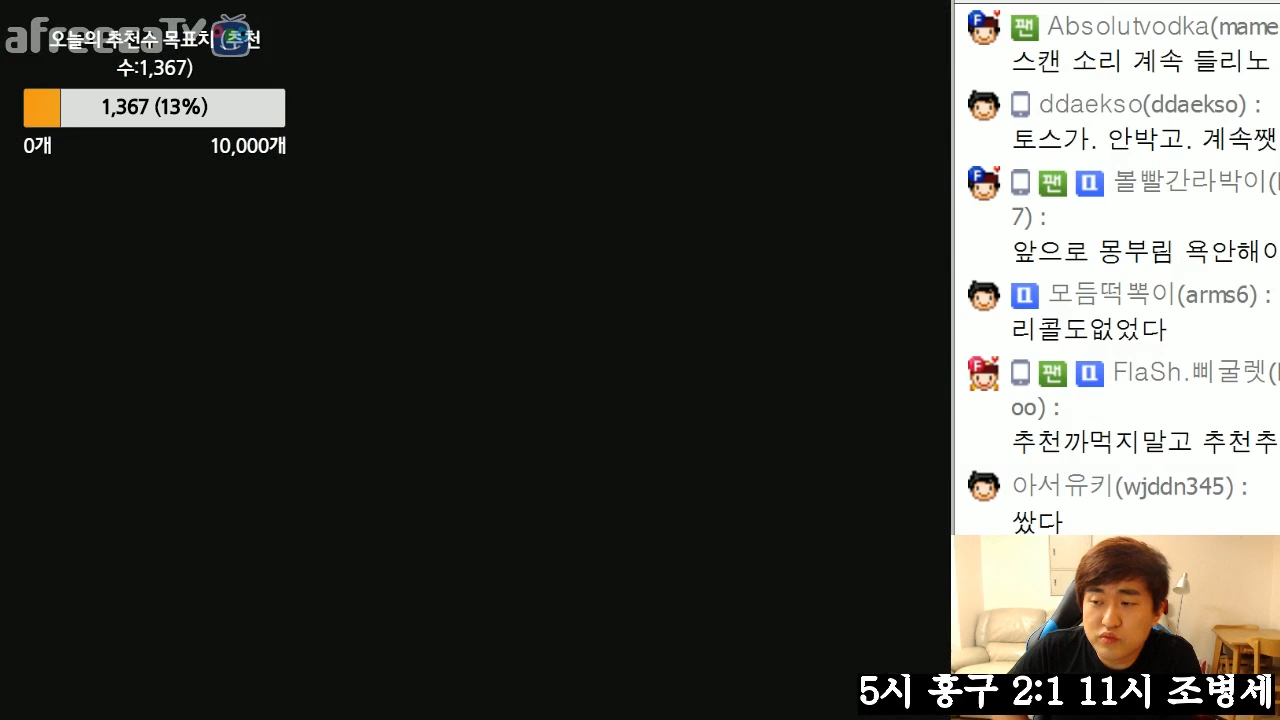 afreecaTV
오늘의 추천수 목표치 (추천
수:1,367)
1,367 (13%)
0개
10,000개
팬 Absolutvodka(mame
스캔 소리 계속 들리노
ddaekso(ddaekso) :
토스가. 안박고. 계속쨋
팬 볼빨간라박이(
7) :
앞으로 몽부림 욕안해이
모듬떡뽁이(arms6) :
리콜도없었다
팬 FlaSh.삐굴렛(
oo) :
추천까먹지말고 추천추
아서유키(wjddn345) :
쌌다
5시 홍구 2:1 11시 조병세